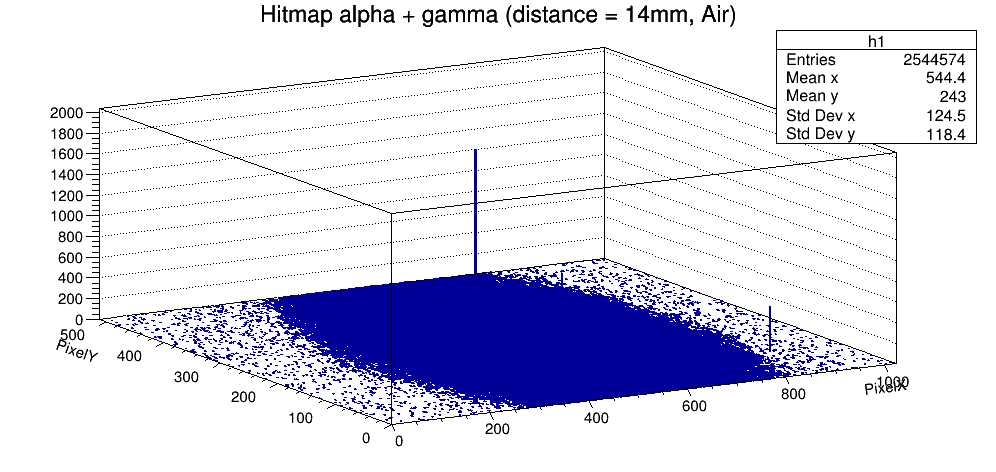 Hitmap alpha + gamma (distance = 14mm, Air)
h1
Entries 2544574
Mean x 544.4
Mean y 243
Std Dev x 124.5
Std Dev y 118.4
2000
1800
1600
1400
1200
1000
800
600
400
200
0
500
400
300
200
100
0
PixelY
0
200
400
600
800
1000
PixelX